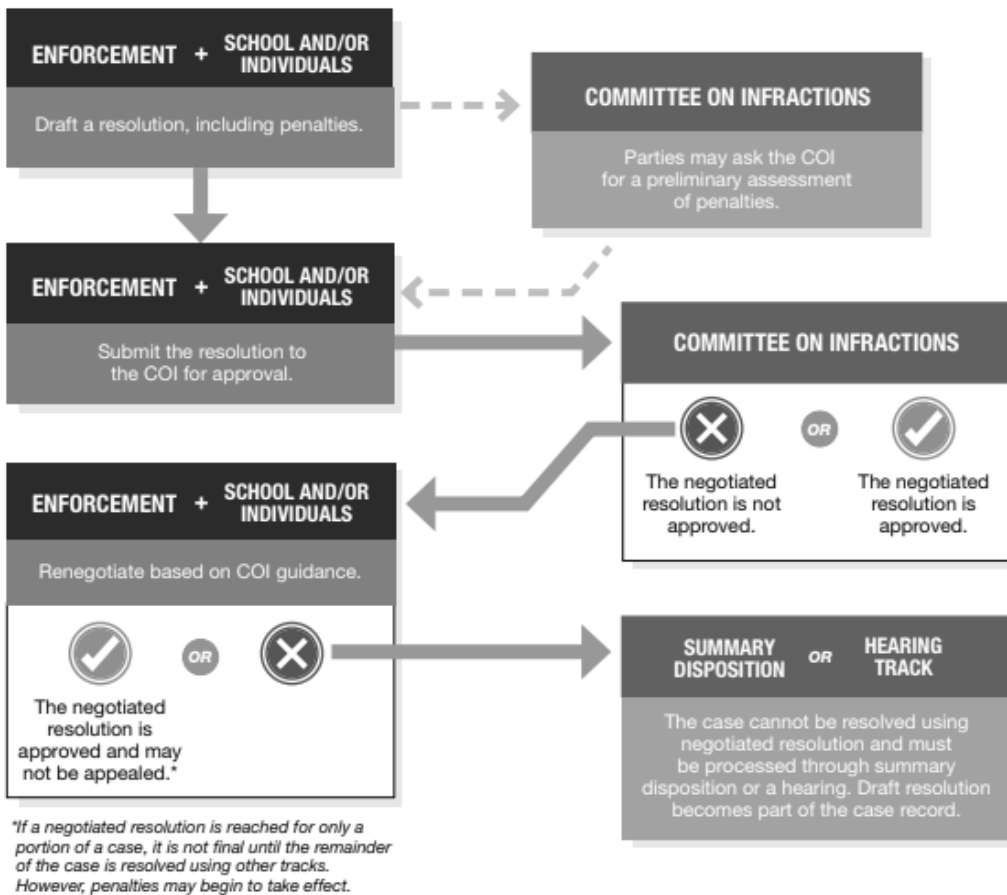 ENFORCEMENT + SCHOOL AND/OR
INDIVIDUALS
Draft a resolution, including penalties.
COMMITTEE ON INFRACTIONS
Parties may ask the COI
for a preliminary assessment
of penalties.
ENFORCEMENT + SCHOOL AND/OR
INDIVIDUALS
Submit the resolution to
the COI for approval.
COMMITTEE ON INFRACTIONS
The negotiated
resolution is not
approved.
OR
The negotiated
resolution is
approved.
ENFORCEMENT + SCHOOL AND/OR
INDIVIDUALS
Renegotiate based on COI guidance.
OR
The negotiated
resolution is
approved and may
not be appealed.*
SUMMARY
DISPOSITION
OR
HEARING
TRACK
The case cannot be resolved using
negotiated resolution and must
be processed through summary
disposition or a hearing. Draft resolution
becomes part of the case record.
*If a negotiated resolution is reached for only a
portion of a case, it is not final until the remainder
of the case is resolved using other tracks.
However, penalties may begin to take effect.